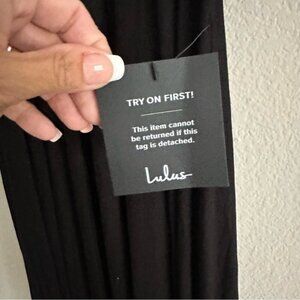 TRY ON FIRST!
This item cannot
be returned if this
tag is detached.
Lulus